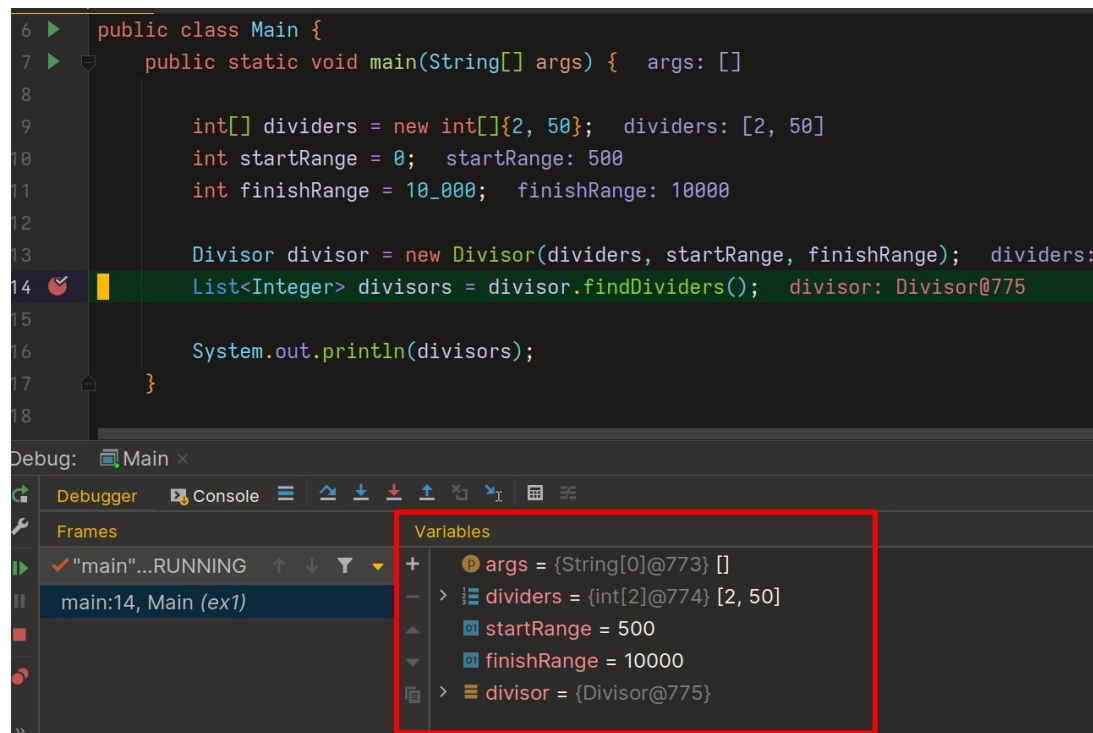 6 public class Main {
7 public static void main(String[] args) { args: []
8
9 int[] dividers = new int[]{2, 50}; dividers: [2, 50]
10 int startRange = 0; startRange: 500
11 int finishRange = 10_000; finishRange: 10000
12
13 Divisor divisor = new Divisor(dividers, startRange, finishRange); dividers:
14 List<Integer> divisors = divisor.findDividers(); divisor: Divisor@775
15
16 System.out.println(divisors);
17 }
18
Debug: Main ×
Debugger Console
Frames
Variables
"main"...RUNNING
main:14, Main (ex1)
args = {String[0]@773} []
dividers = {int[2]@774} [2, 50]
startRange = 500
finishRange = 10000
divisor = {Divisor@775}